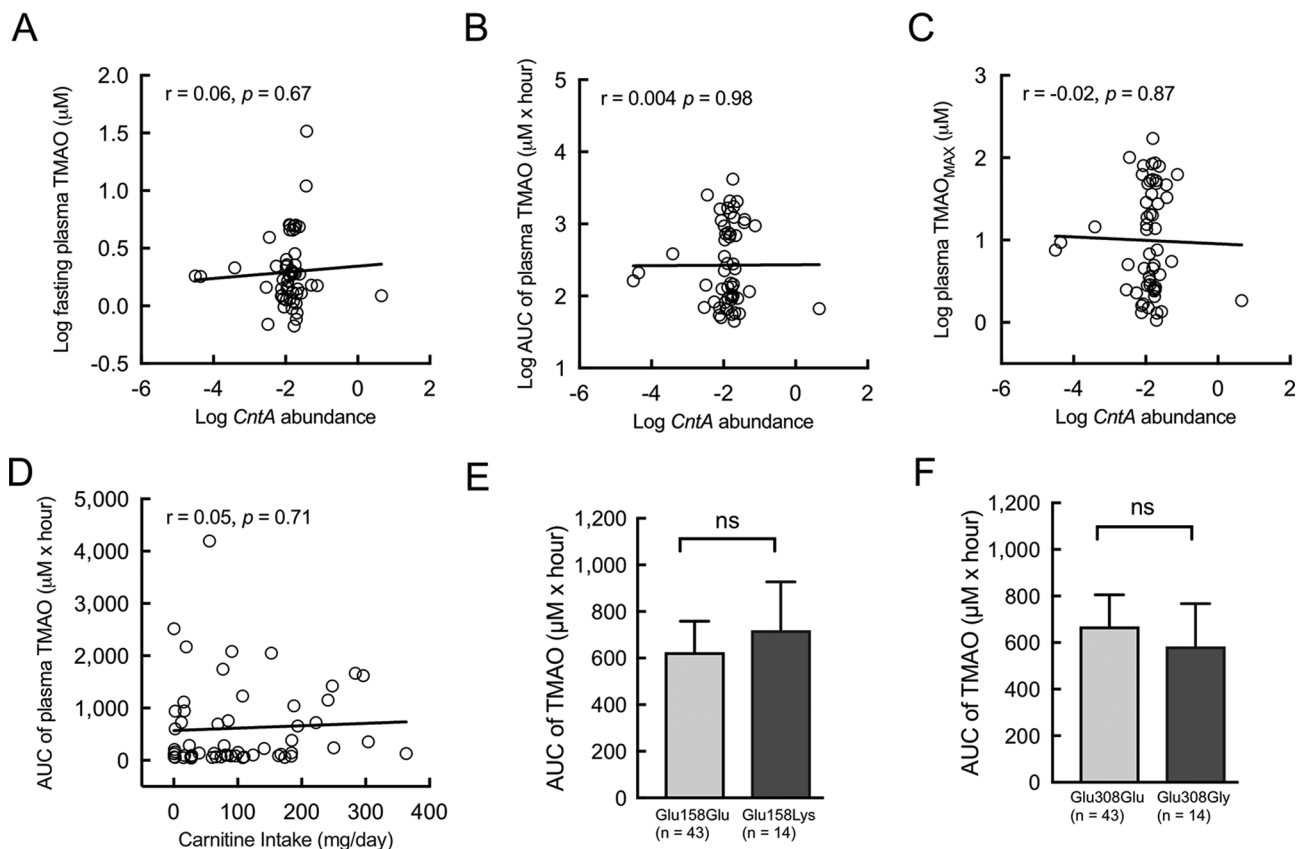 A
Log fasting plasma TMAO (μM)
r = 0.06, p = 0.67
2.0
1.5
1.0
0.5
0.0
-0.5
-6
-4
-2
0
2
Log CntA abundance
B
Log AUC of plasma TMAO (μM x hour)
r = 0.004 p = 0.98
5
4
3
2
1
-6
-4
-2
0
2
Log CntA abundance
C
Log plasma TMAOMAX (μM)
r = -0.02, p = 0.87
3
2
1
0
-6
-4
-2
0
2
Log CntA abundance
D
AUC of plasma TMAO (μM x hour)
r = 0.05, p = 0.71
5,000
4,000
3,000
2,000
1,000
0
0
100
200
300
400
Carnitine Intake (mg/day)
E
AUC of TMAO (μM x hour)
ns
1,200
1,000
800
600
400
200
0
Glu158Glu
(n = 43)
Glu158Lys
(n = 14)
F
AUC of TMAO (μM x hour)
ns
1,200
1,000
800
600
400
200
0
Glu308Glu
(n = 43)
Glu308Gly
(n = 14)